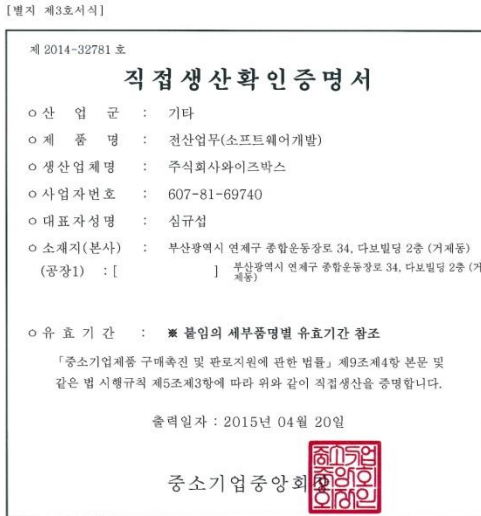 [별지 제3호서식]
제 2014-32781 호
직접생산확인증명서
ㅇ산 업 군 : 기타
ㅇ제 품 명 : 전산업무(소프트웨어개발)
ㅇ생산업체명 : 주식회사와이즈박스
ㅇ사업자번호 : 607-81-69740
ㅇ대표자성명 : 심규섭
ㅇ소재지(본사) : 부산광역시 연제구 종합운동장로 34, 다보빌딩 2층 (거제동)
(공장1) : [ ] 부산광역시 연제구 종합운동장로 34, 다보빌딩 2층 (거
제동)
ㅇ유효기간 : ※ 붙임의 세부품명별 유효기간 참조
「중소기업제품 구매촉진 및 판로지원에 관한 법률」제9조제4항 본문 및
같은 법 시행규칙 제5조제3항에 따라 위와 같이 직접생산을 증명합니다.
출력일자 : 2015년 04월 20일
중소기업중앙회